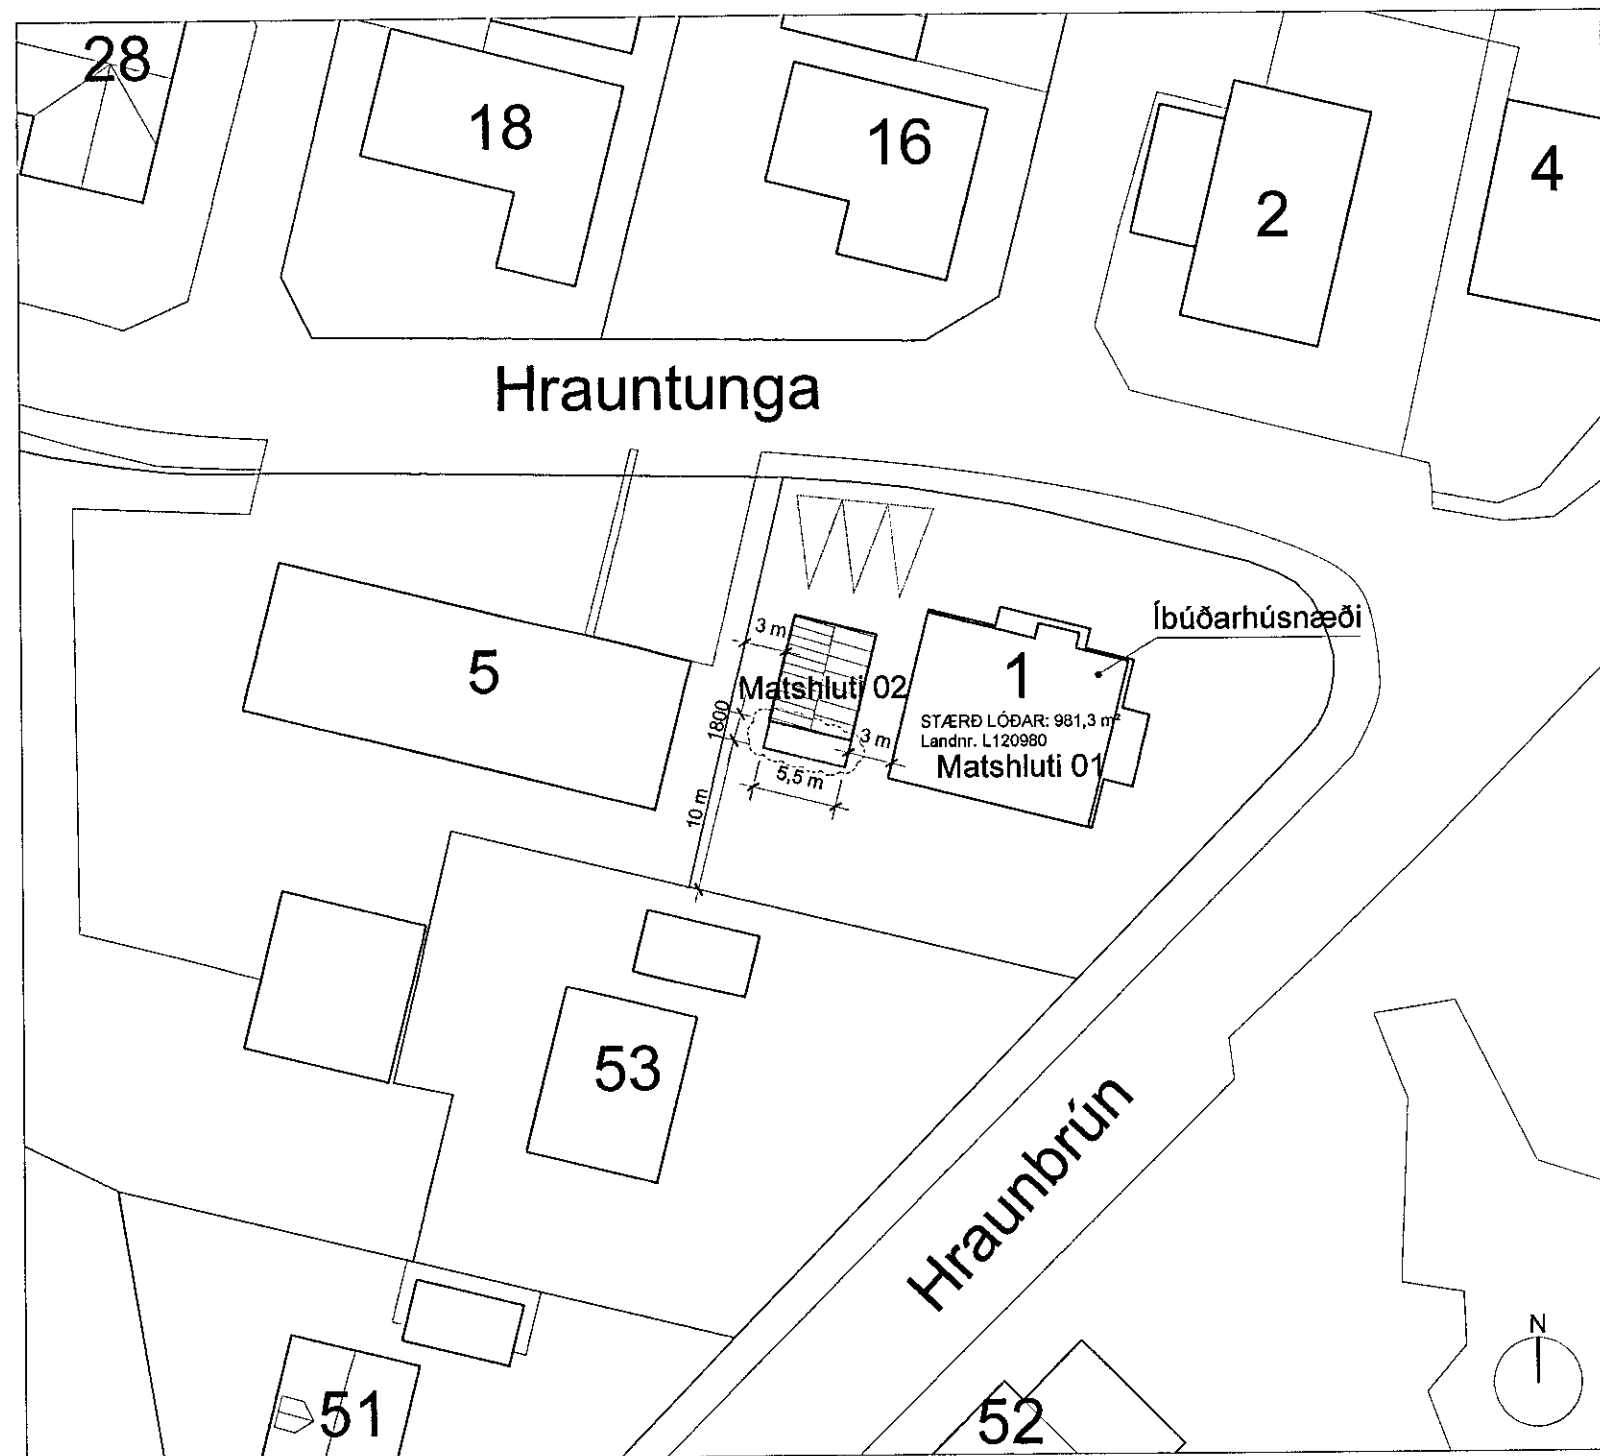 28
18
16
2
4
Hrauntunga
Íbúðarhúsnæði
3 m
5
1
Matshluti 02
STÆRÐ LÓÐAR: 981,3 m²
Landnr. L120980
1800
3 m
Matshluti 01
5,5 m
10 m
53
Hraunbrún
N
51
52